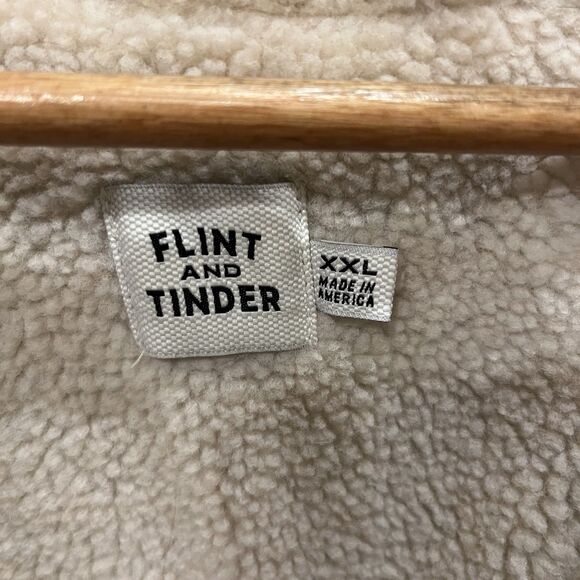 FLINT
AND
TINDER
XXL
MADE IN
AMERICA